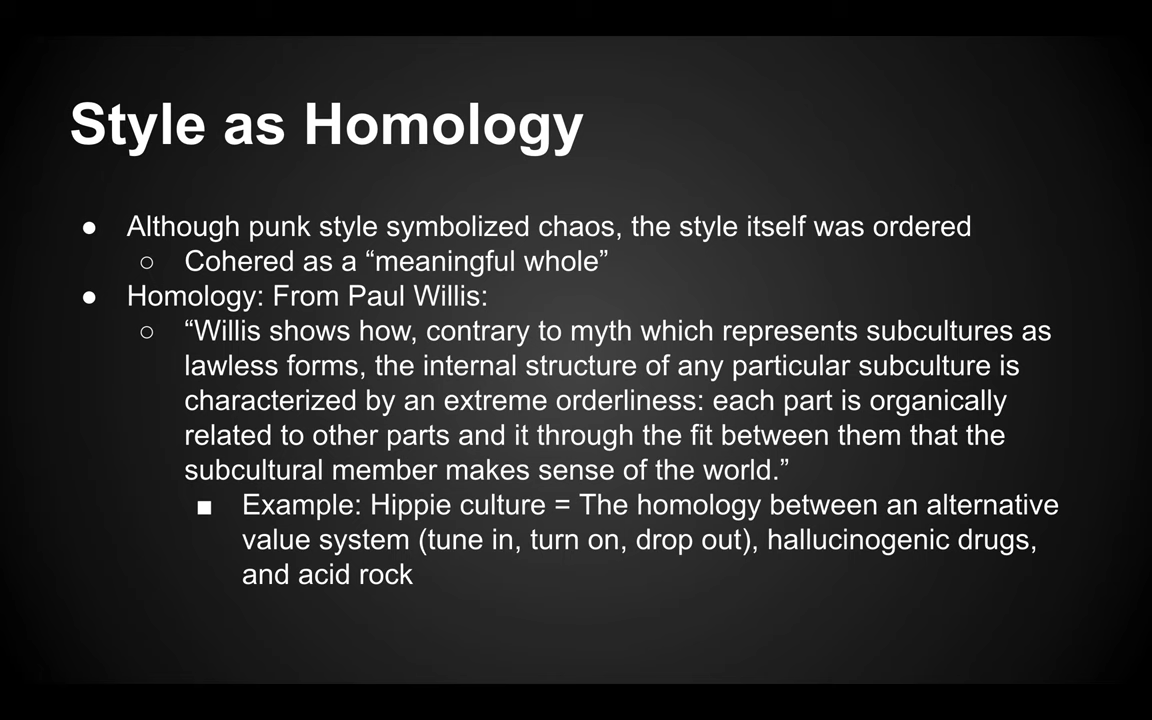 Style as Homology
● Although punk style symbolized chaos, the style itself was ordered
○ Cohered as a “meaningful whole”
● Homology: From Paul Willis:
○ “Willis shows how, contrary to myth which represents subcultures as
lawless forms, the internal structure of any particular subculture is
characterized by an extreme orderliness: each part is organically
related to other parts and it through the fit between them that the
subcultural member makes sense of the world.”
■ Example: Hippie culture = The homology between an alternative
value system (tune in, turn on, drop out), hallucinogenic drugs,
and acid rock